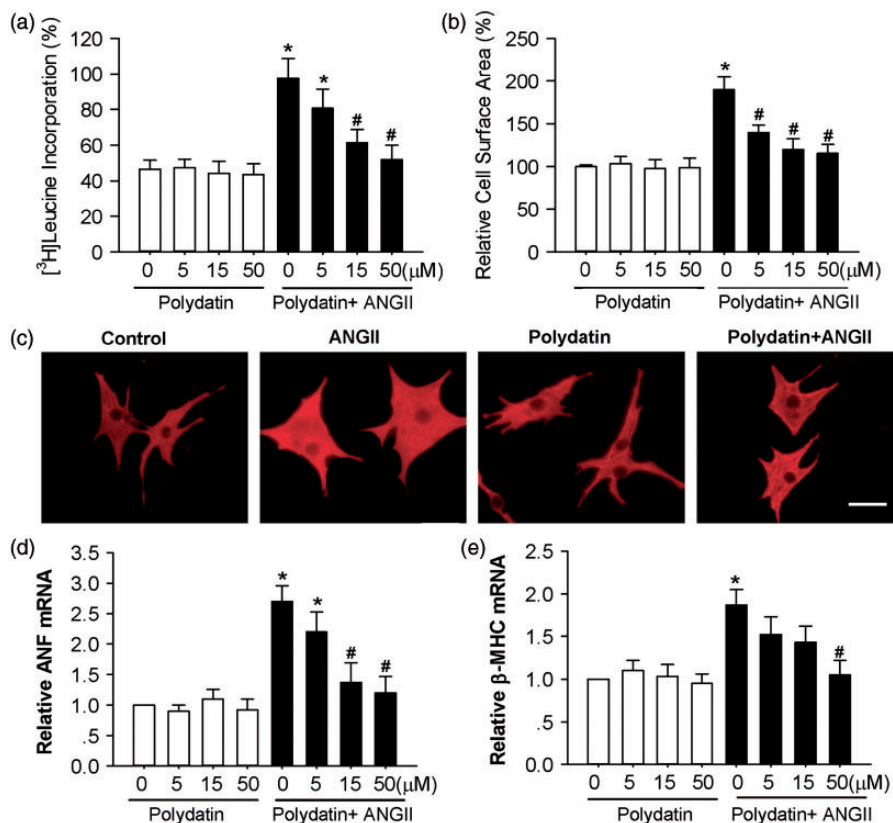 (a)
[³H]Leucine Incorporation (%)
120
100
80
60
40
20
0
* * # #
0 5 15 50 0 5 15 50(μM)
Polydatin Polydatin+ ANGII
(b)
Relative Cell Surface Area (%)
250
200
150
100
50
0
* # # #
0 5 15 50 0 5 15 50(μM)
Polydatin Polydatin+ ANGII
(c)
Control ANGII Polydatin Polydatin+ANGII
(d)
Relative ANF mRNA
3.5
3.0
2.5
2.0
1.5
1.0
.5
0.0
* * # #
0 5 15 50 0 5 15 50(μM)
Polydatin Polydatin+ ANGII
(e)
Relative β-MHC mRNA
2.5
2.0
1.5
1.0
.5
0.0
* #
0 5 15 50 0 5 15 50(μM)
Polydatin Polydatin+ ANGII